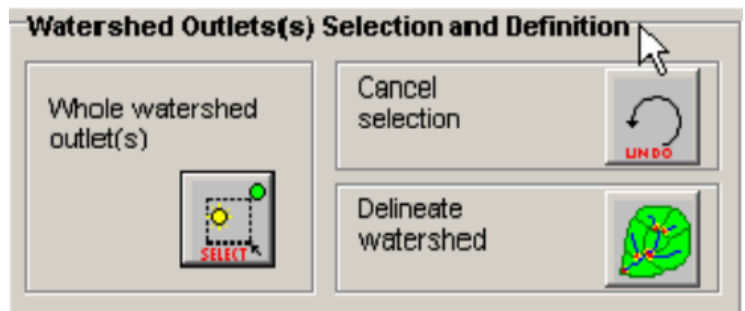 Watershed Outlets(s) Selection and Definition
Whole watershed
outlet(s)
SELECT
Cancel
selection
UNDO
Delineate
watershed